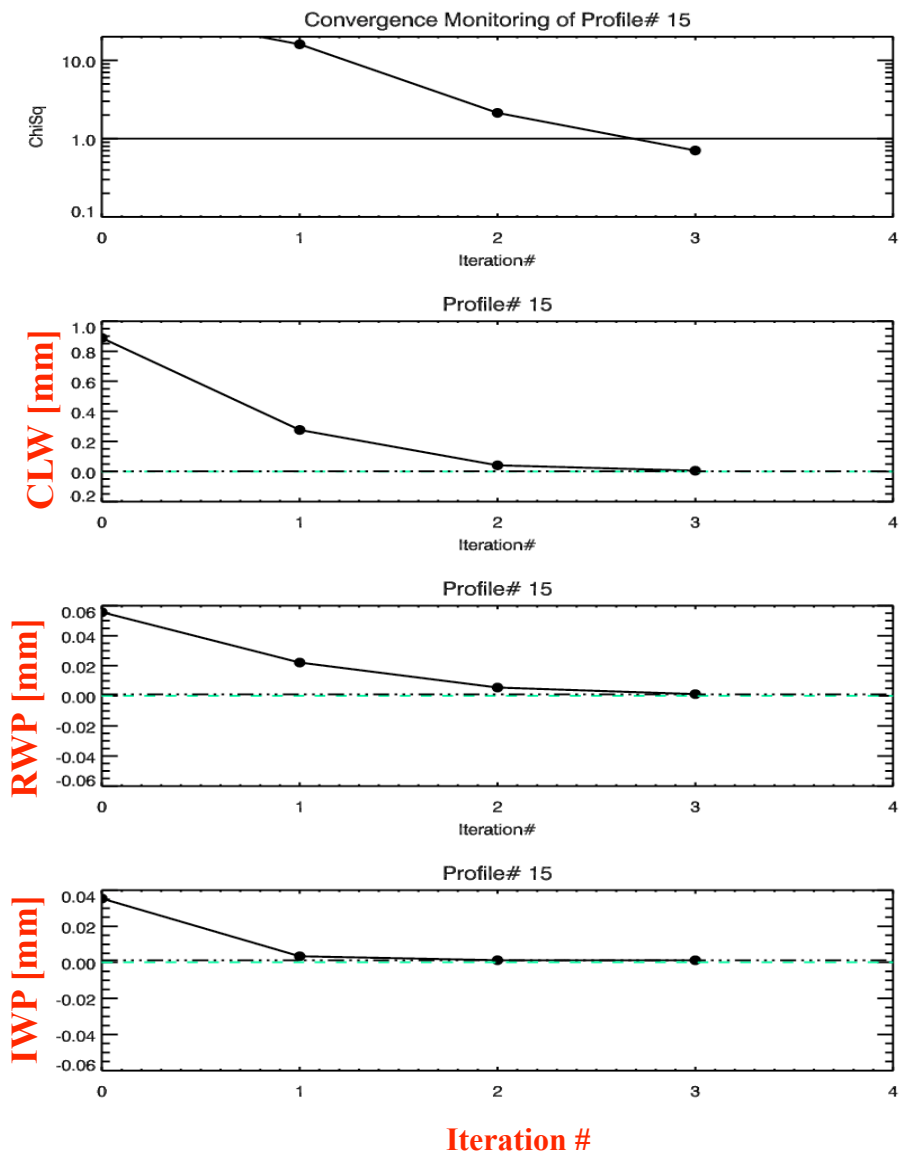 Convergence Monitoring of Profile# 15
10.0
1.0
0.1
ChiSq
0 1 2 3 4
Iteration#
Profile# 15
1.0
0.8
0.6
0.4
0.2
0.0
0.2
CLW [mm]
0 1 2 3 4
Iteration#
Profile# 15
0.06
0.04
0.02
0.00
-0.02
-0.04
-0.06
RWP [mm]
0 1 2 3 4
Iteration#
Profile# 15
0.04
0.02
0.00
-0.02
-0.04
-0.06
IWP [mm]
0 1 2 3 4
Iteration #